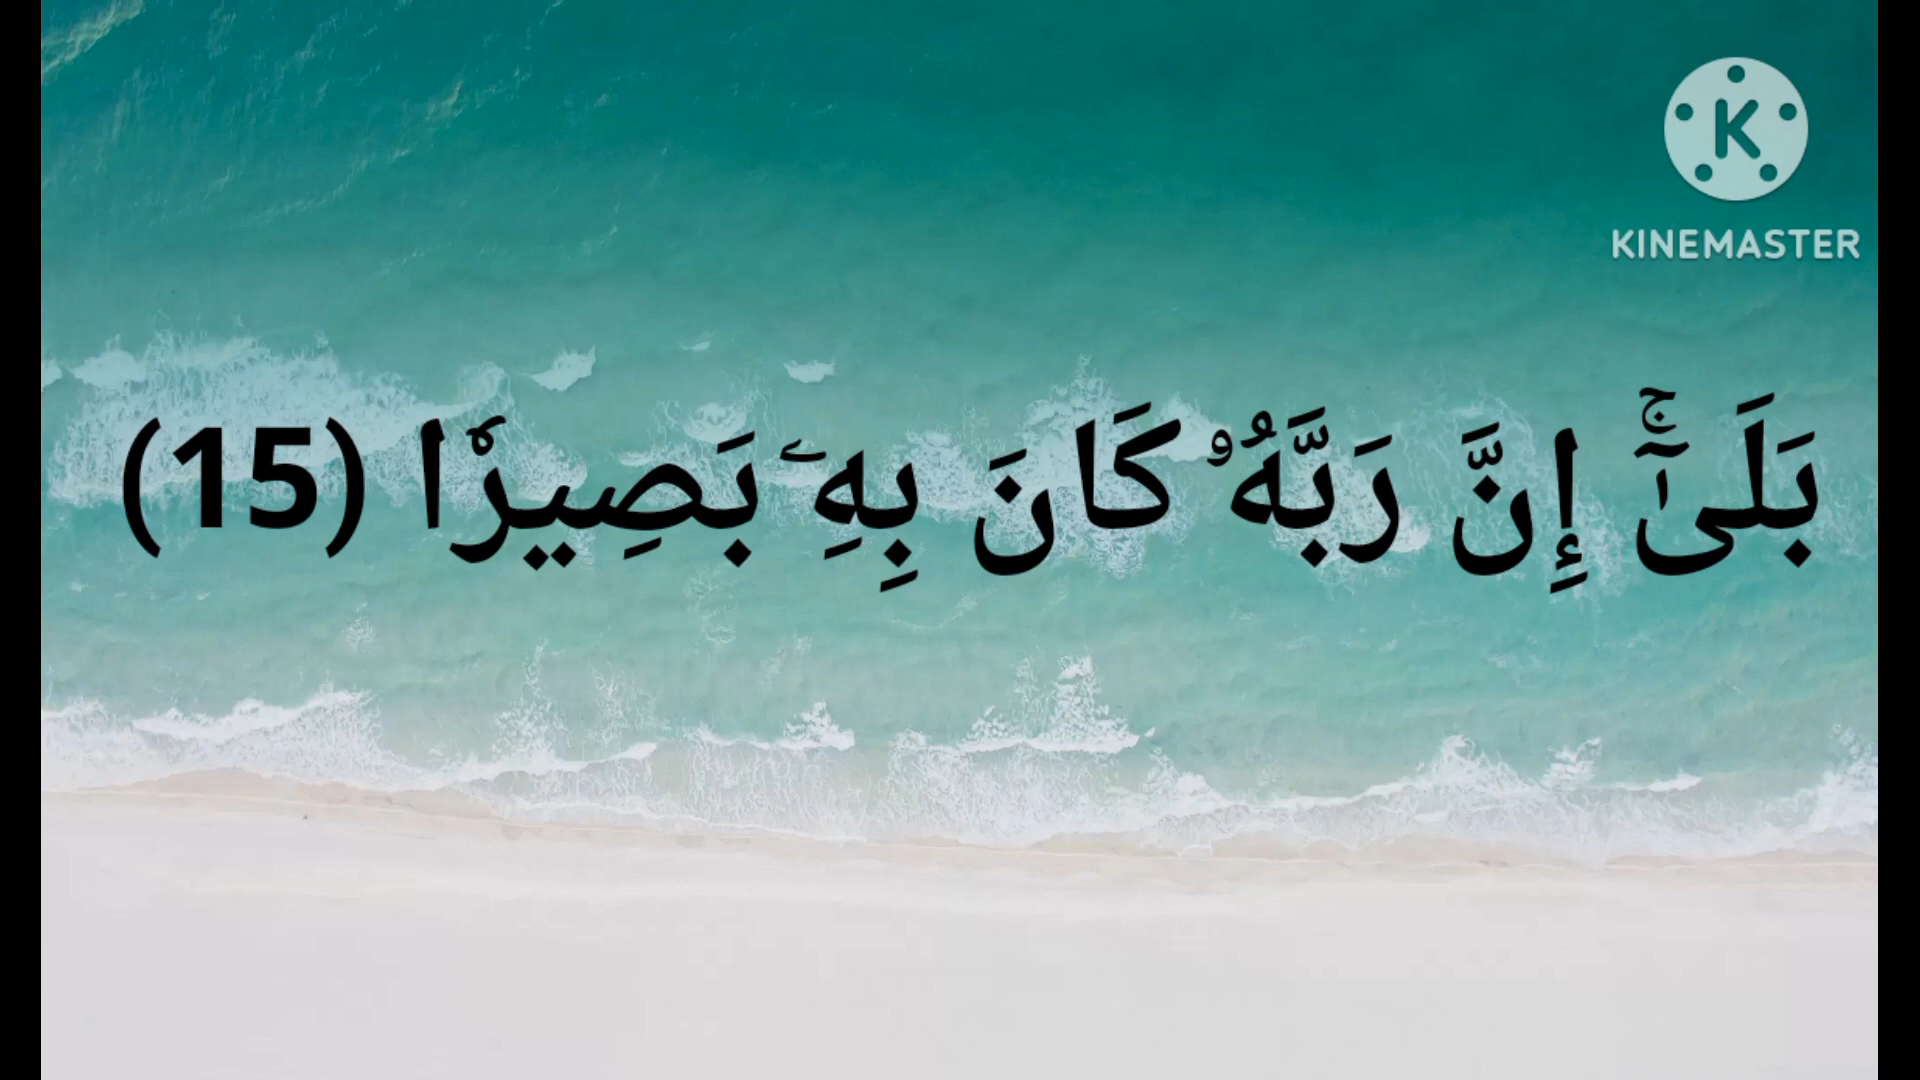 K
KINEMASTER
بَلَىٰٓۚ إِنَّ رَبَّهُۥ كَانَ بِهِۦ بَصِيرٗا (15)